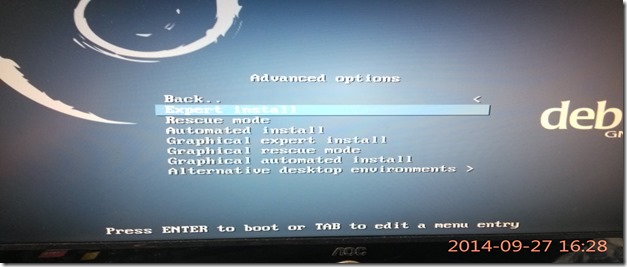 Advanced options
Back.. <
Expert install
Rescue mode
Automated install
Graphical expert install
Graphical rescue mode
Graphical automated install
Alternative desktop environments >
deb
GN
Press ENTER to boot or TAB to edit a menu entry
AOC
2014-09-27 16:28